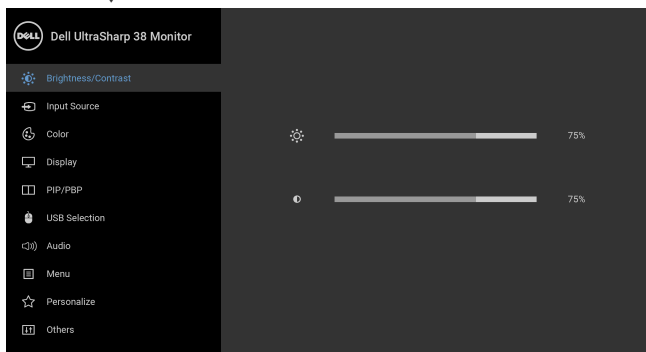 DELL Dell UltraSharp 38 Monitor
Brightness/Contrast
Input Source
Color
75%
Display
PIP/PBP
75%
USB Selection
Audio
Menu
Personalize
Others